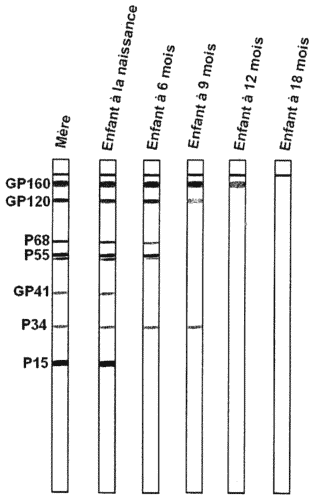 Mère
Enfant à la naissance
Enfant à 6 mois
Enfant à 9 mois
Enfant à 12 mois
Enfant à 18 mois
GP160
GP120
P68
P55
GP41
P34
P15